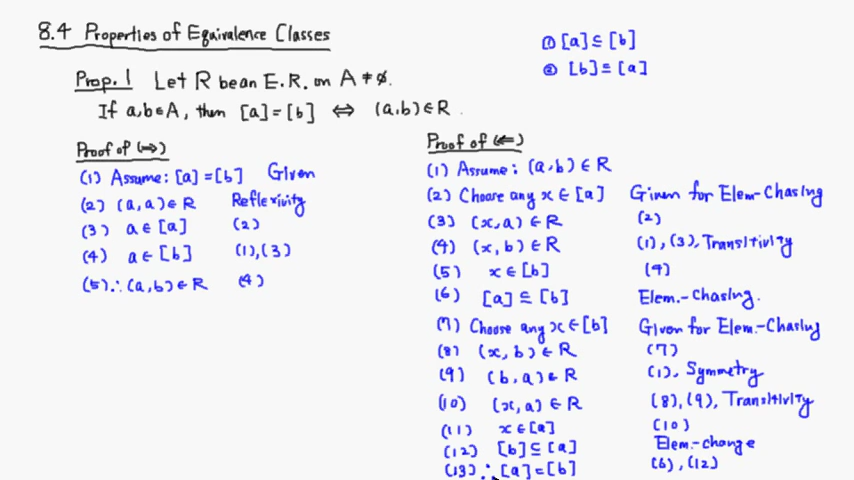 8.4 Properties of Equivalence Classes
① [a] ⊆ [b]
② [b] ⊆ [a]
Prop. 1 Let R be an E.R. on A ≠ ∅.
If a,b ∈ A, then [a] = [b] ⇔ (a,b) ∈ R.
Proof of (⇒)
(1) Assume: [a] = [b] Given
(2) (a,a) ∈ R Reflexivity
(3) a ∈ [a] (2)
(4) a ∈ [b] (1),(3)
(5) ∴ (a,b) ∈ R (4)
Proof of (⇐)
(1) Assume: (a,b) ∈ R
(2) Choose any x ∈ [a] Given for Elem-Chasing
(3) (x,a) ∈ R (2)
(4) (x,b) ∈ R (1), (3), Transitivity
(5) x ∈ [b] (4)
(6) [a] ⊆ [b] Elem.-Chasing.
(7) Choose any x ∈ [b] Given for Elem.-Chasing
(8) (x,b) ∈ R (7)
(9) (b,a) ∈ R (1), Symmetry
(10) (x,a) ∈ R (8), (9), Transitivity
(11) x ∈ [a] (10)
(12) [b] ⊆ [a] Elem.-change
(13) ∴ [a] = [b] (6), (12)